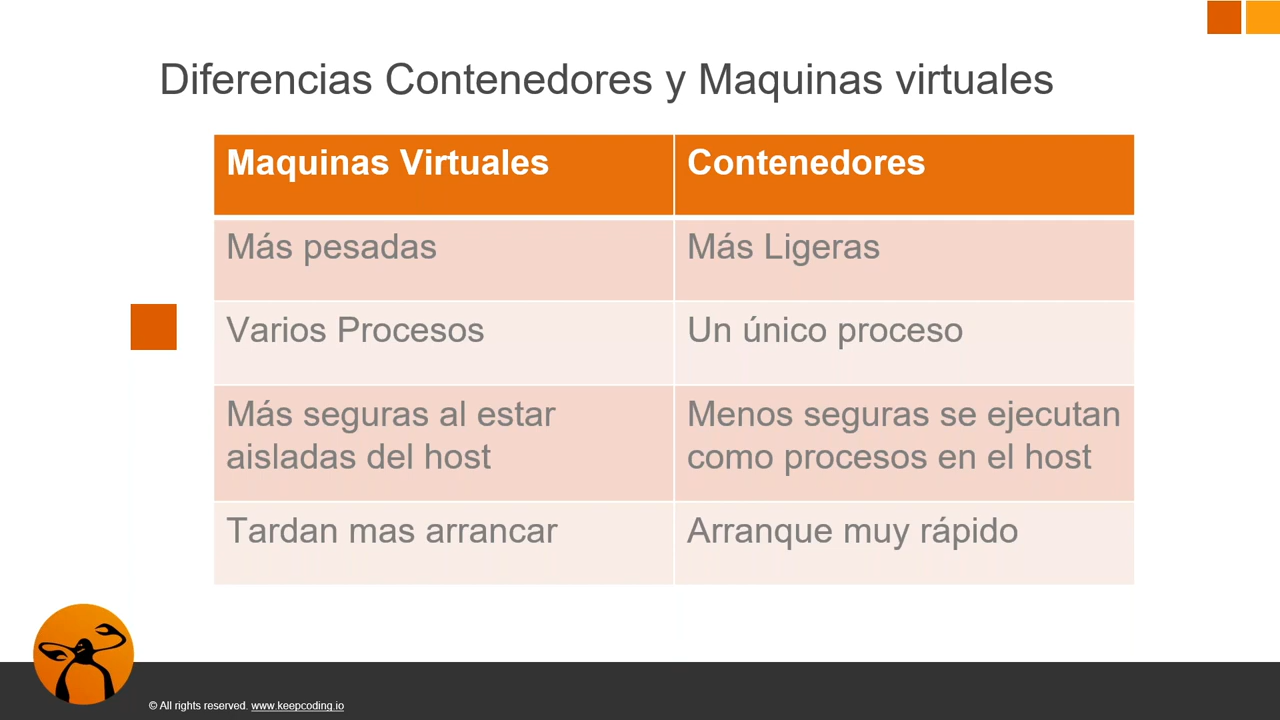 Diferencias Contenedores y Maquinas virtuales
Maquinas Virtuales
Contenedores
Más pesadas
Más Ligeras
Varios Procesos
Un único proceso
Más seguras al estar
aisladas del host
Menos seguras se ejecutan
como procesos en el host
Tardan mas arrancar
Arranque muy rápido
© All rights reserved. www.keepcoding.io